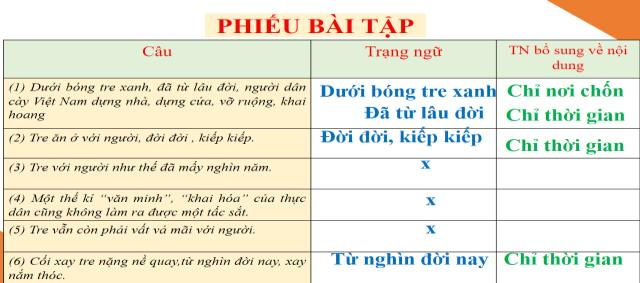 PHIẾU BÀI TẬP
Câu
Trạng ngữ
TN bổ sung về nội
dung
(1) Dưới bóng tre xanh, đã từ lâu đời, người dân
cày Việt Nam dựng nhà, dựng cửa, vỡ ruộng, khai
hoang
Dưới bóng tre xanh
Đã từ lâu đời
Chỉ nơi chốn
Chỉ thời gian
(2) Tre ăn ở với người, đời đời , kiếp kiếp.
Đời đời, kiếp kiếp
Chỉ thời gian
(3) Tre với người như thế đã mấy nghìn năm.
x
(4) Một thế kỉ “văn minh”, “khai hóa” của thực
dân cũng không làm ra được một tấc sắt.
x
(5) Tre vẫn còn phải vất vả mãi với người.
x
(6) Cối xay tre nặng nề quay,từ nghìn đời nay, xay
nắm thóc.
Từ nghìn đời nay
Chỉ thời gian